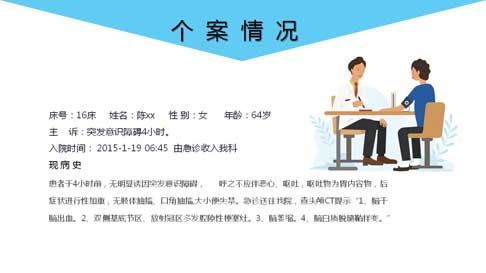 个案情况
床号：16床 姓名：陈xx 性别：女 年龄：64岁
主 诉：突发意识障碍4小时。
入院时间： 2015-1-19 06:45 由急诊收入我科
现病史
患者于4小时前，无明显诱因突发意识障碍， 呼之不应伴恶心、呕吐，呕吐物为胃内容物，后
症状进行性加重，无肢体抽搐、口角抽搐,大小便失禁。急诊送往我院，查头颅CT提示“1、脑干
脑出血。2、双侧基底节区、放射冠区多发腔隙性梗塞灶。3、脑萎缩。4、脑白质脱髓鞘样变。”